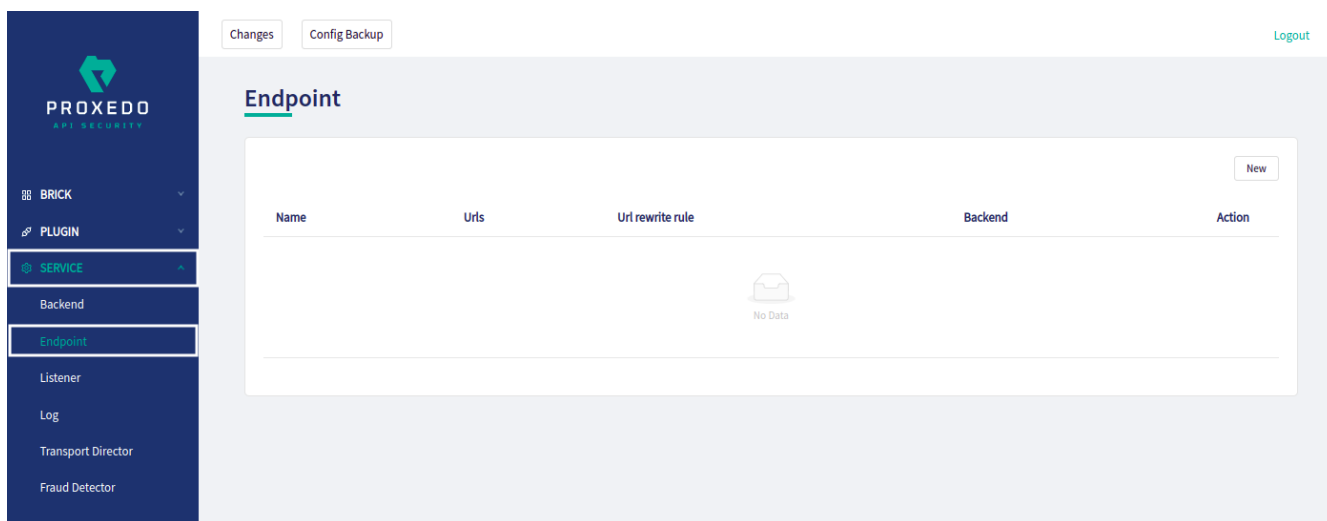 Changes
Config Backup
Logout
PROXEDO
API SECURITY
Endpoint
New
BRICK
PLUGIN
SERVICE
Backend
Endpoint
Listener
Log
Transport Director
Fraud Detector
Name
Urls
Url rewrite rule
Backend
Action
No Data